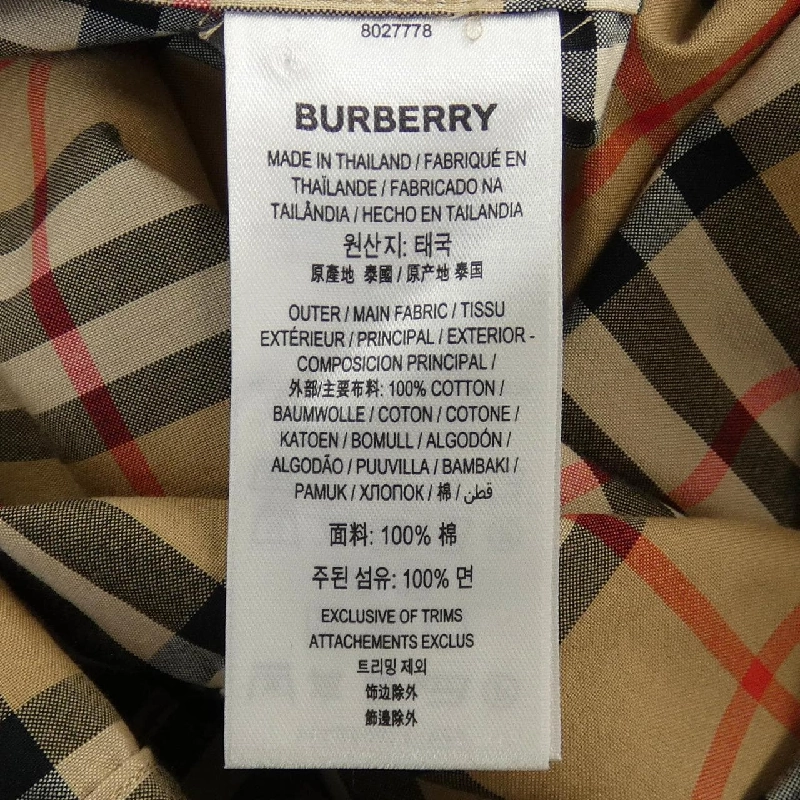 8027778
BURBERRY
MADE IN THAILAND / FABRIQUÉ EN
THAÏLANDE / FABRICADO NA
TAILÂNDIA / HECHO EN TAILANDIA
원산지: 태국
原產地 泰國 / 原产地 泰国
OUTER / MAIN FABRIC / TISSU
EXTÉRIEUR / PRINCIPAL / EXTERIOR -
COMPOSICION PRINCIPAL /
外部/主要布料: 100% COTTON /
BAUMWOLLE / COTON / COTONE /
KATOEN / BOMULL / ALGODÓN /
ALGODÃO / PUUVILLA / BAMBAKI /
PAMUK / ХЛОПОК / 棉 / قطن
面料: 100% 棉
주된 섬유: 100% 면
EXCLUSIVE OF TRIMS
ATTACHEMENTS EXCLUS
트리밍 제외
饰边除外
飾邊除外